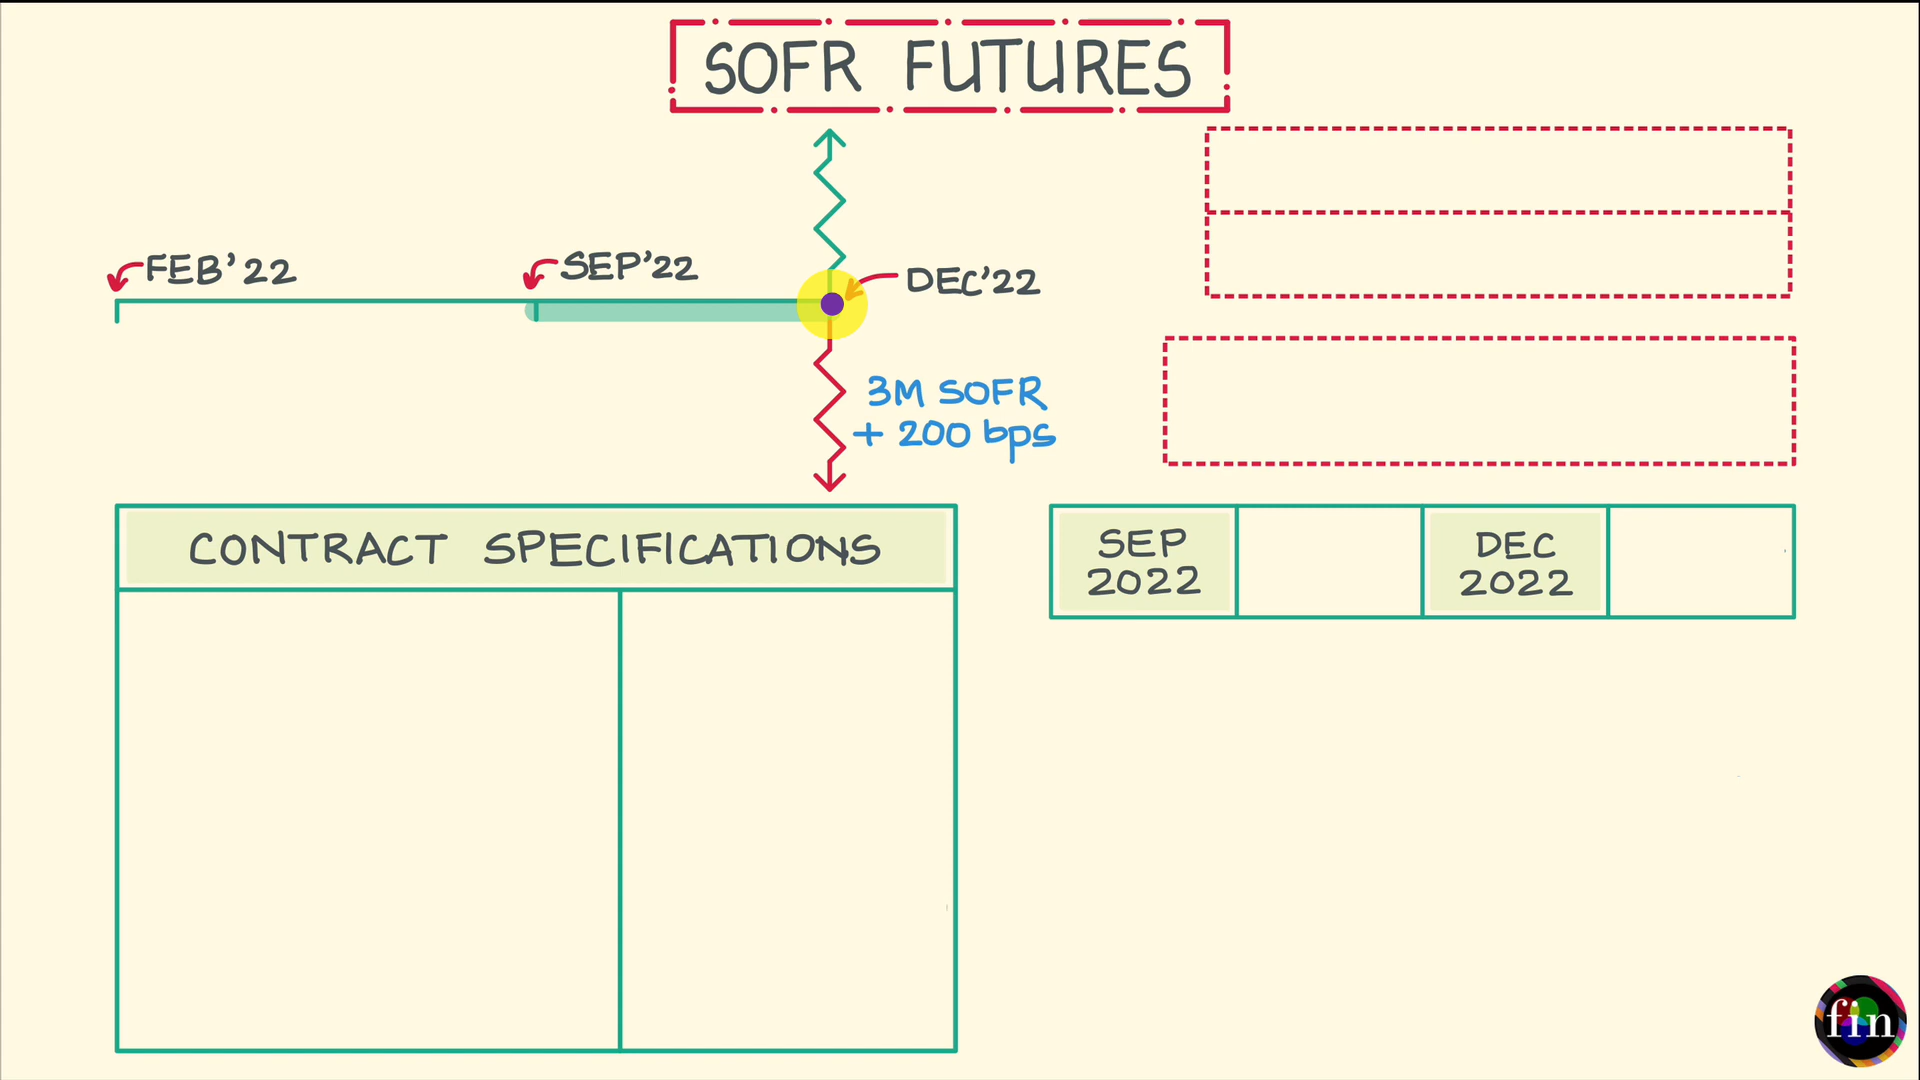 SOFR FUTURES
FEB'22
SEP'22
DEC'22
3M SOFR
+ 200 bps
CONTRACT SPECIFICATIONS
SEP
2022
DEC
2022
fin